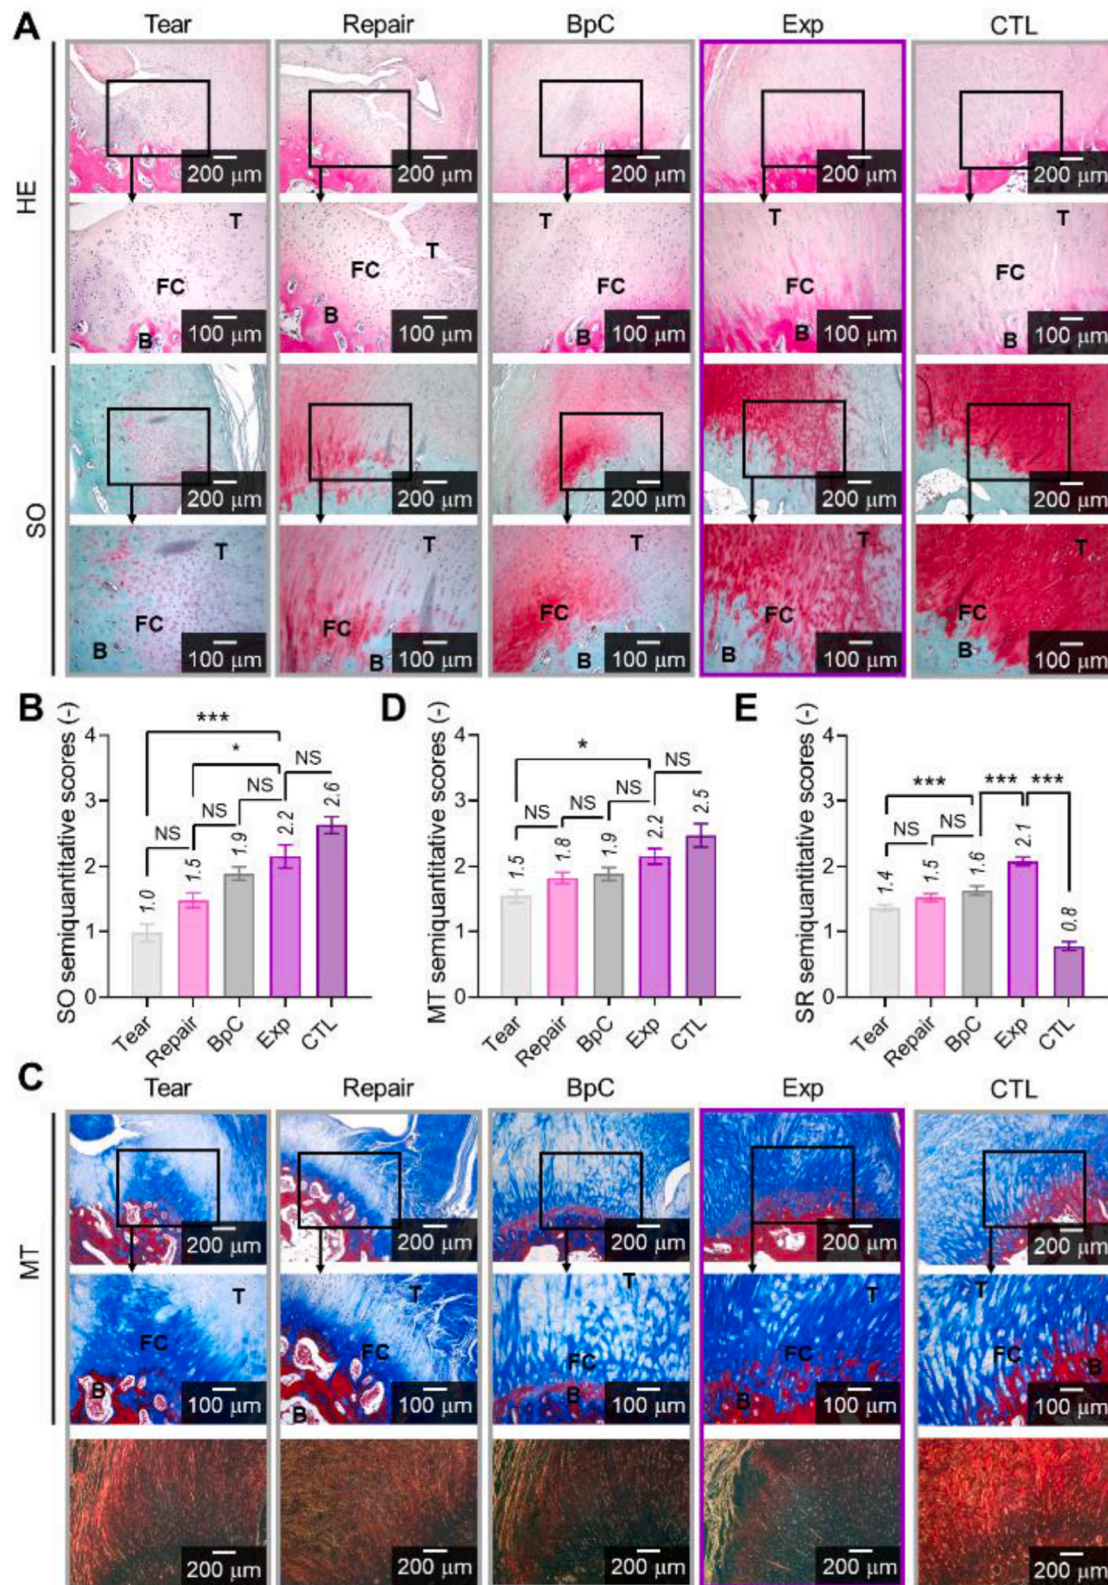 A
Tear Repair BpC Exp CTL
HE
200 μm 200 μm 200 μm 200 μm 200 μm
T T T T T
FC FC FC FC FC
B B B B B
100 μm 100 μm 100 μm 100 μm 100 μm
SO
200 μm 200 μm 200 μm 200 μm 200 μm
T T T T T
FC FC FC FC FC
B B B B B
100 μm 100 μm 100 μm 100 μm 100 μm
B
SO semiquantitative scores (-)
4
3
2
1
0
***
*
NS
NS
NS
NS
1.0 1.5 1.9 2.2 2.6
Tear Repair BpC Exp CTL
D
MT semiquantitative scores (-)
4
3
2
1
0
*
NS
NS
NS
NS
1.5 1.8 1.9 2.2 2.5
Tear Repair BpC Exp CTL
E
SR semiquantitative scores (-)
4
3
2
1
0
*** *** ***
NS NS
1.4 1.5 1.6 2.1 0.8
Tear Repair BpC Exp CTL
C
Tear Repair BpC Exp CTL
MT
200 μm 200 μm 200 μm 200 μm 200 μm
T T T T T
FC FC FC FC FC
B B B B B
100 μm 100 μm 100 μm 100 μm 100 μm
200 μm 200 μm 200 μm 200 μm 200 μm